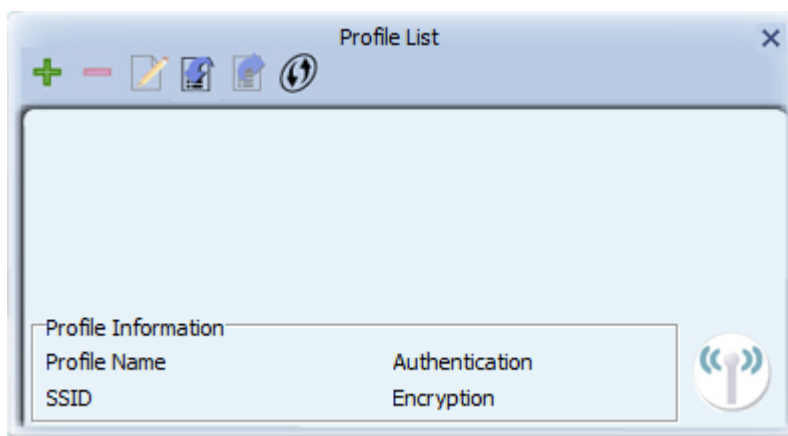 Profile List
Profile Information
Profile Name Authentication
SSID Encryption